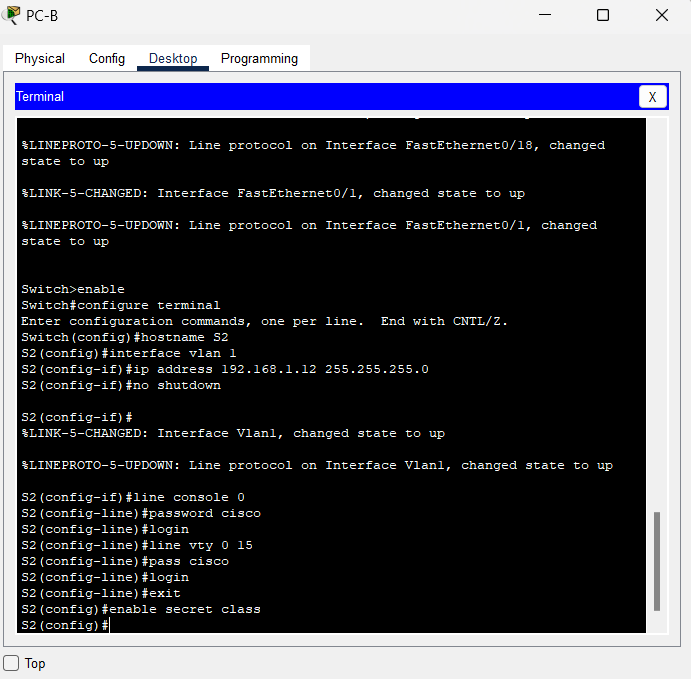 PC-B
Physical Config Desktop Programming
Terminal X
%LINEPROTO-5-UPDOWN: Line protocol on Interface FastEthernet0/18, changed
state to up
%LINK-5-CHANGED: Interface FastEthernet0/1, changed state to up
%LINEPROTO-5-UPDOWN: Line protocol on Interface FastEthernet0/1, changed
state to up
Switch>enable
Switch#configure terminal
Enter configuration commands, one per line.  End with CNTL/Z.
Switch(config)#hostname S2
S2(config)#interface vlan 1
S2(config-if)#ip address 192.168.1.12 255.255.255.0
S2(config-if)#no shutdown
S2(config-if)#
%LINK-5-CHANGED: Interface Vlan1, changed state to up
%LINEPROTO-5-UPDOWN: Line protocol on Interface Vlan1, changed state to up
S2(config-if)#line console 0
S2(config-line)#password cisco
S2(config-line)#login
S2(config-line)#line vty 0 15
S2(config-line)#pass cisco
S2(config-line)#login
S2(config-line)#exit
S2(config)#enable secret class
S2(config)#
Top